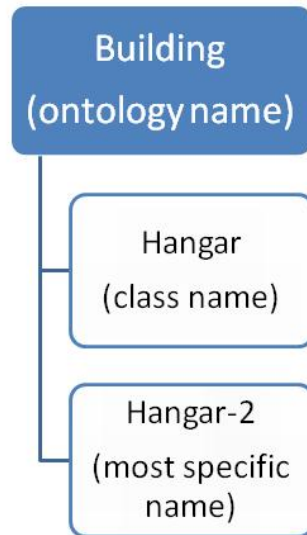 Building
(ontology name)
Hangar
(class name)
Hangar-2
(most specific
name)